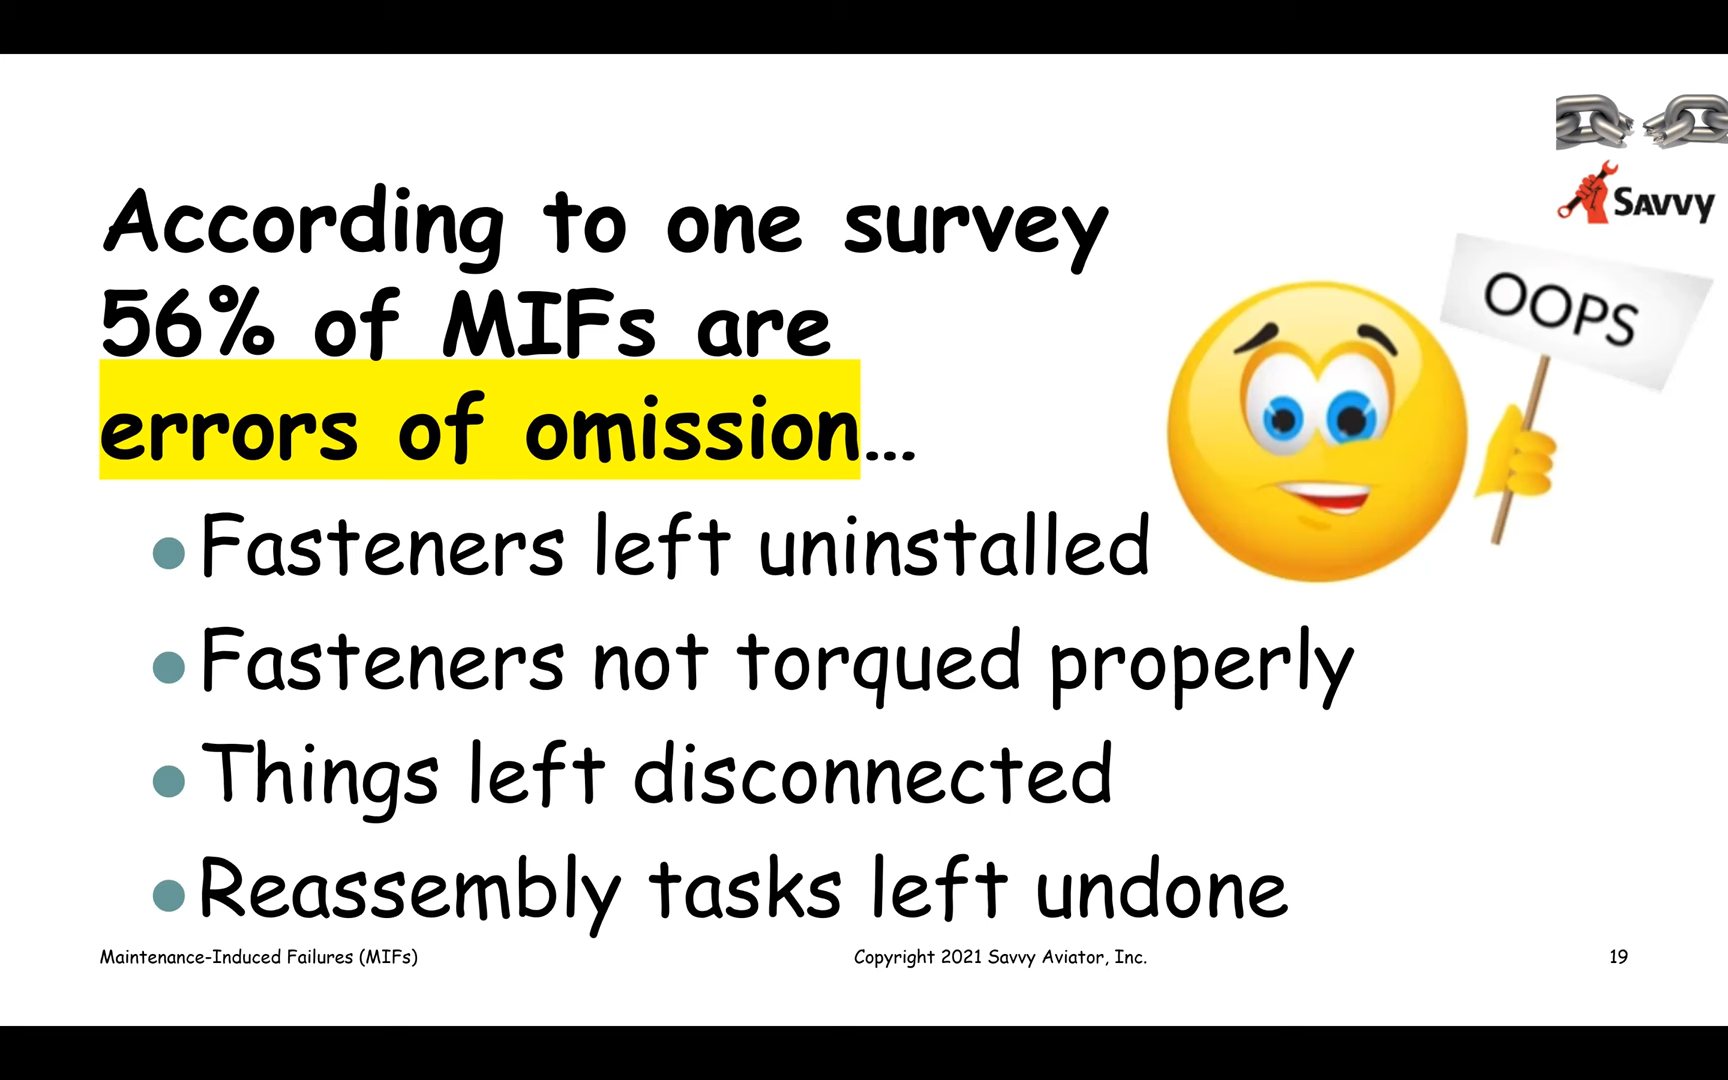 SAVVY
OOPS
According to one survey
56% of MIFs are
errors of omission...
Fasteners left uninstalled
Fasteners not torqued properly
Things left disconnected
Reassembly tasks left undone
Maintenance-Induced Failures (MIFs)
Copyright 2021 Savvy Aviator, Inc.
19